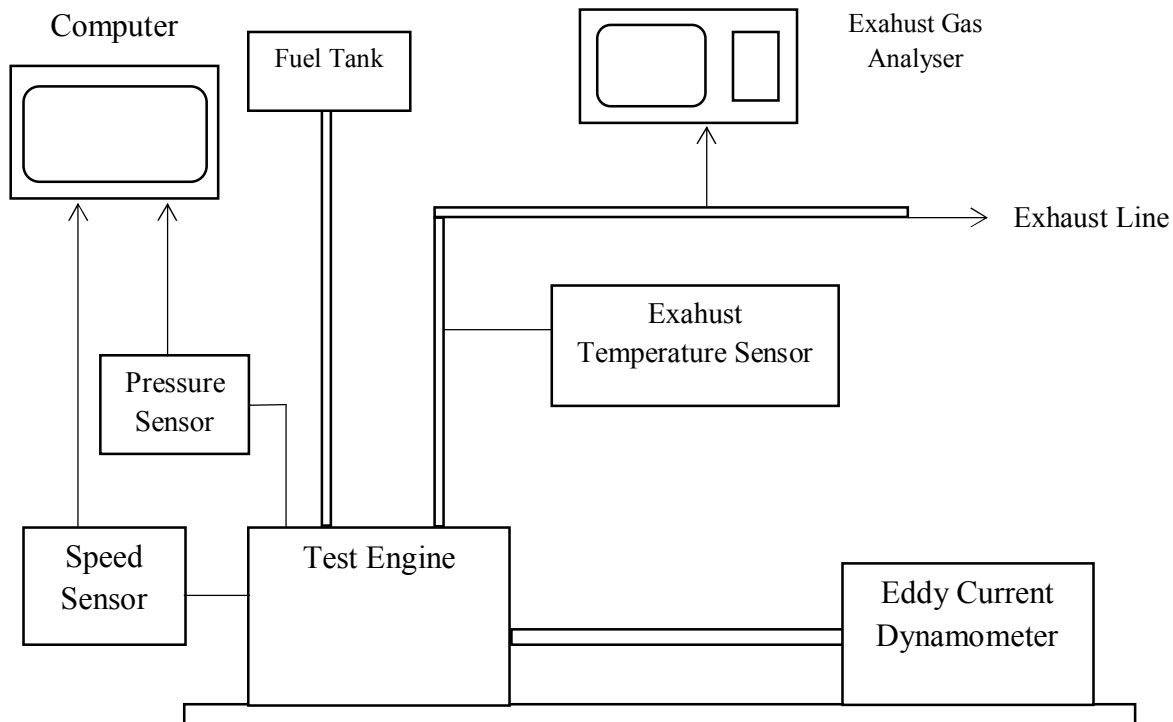 Computer
Fuel Tank
Exahust Gas
Analyser
Exhaust Line
Exahust
Temperature Sensor
Pressure
Sensor
Speed
Sensor
Test Engine
Eddy Current
Dynamometer